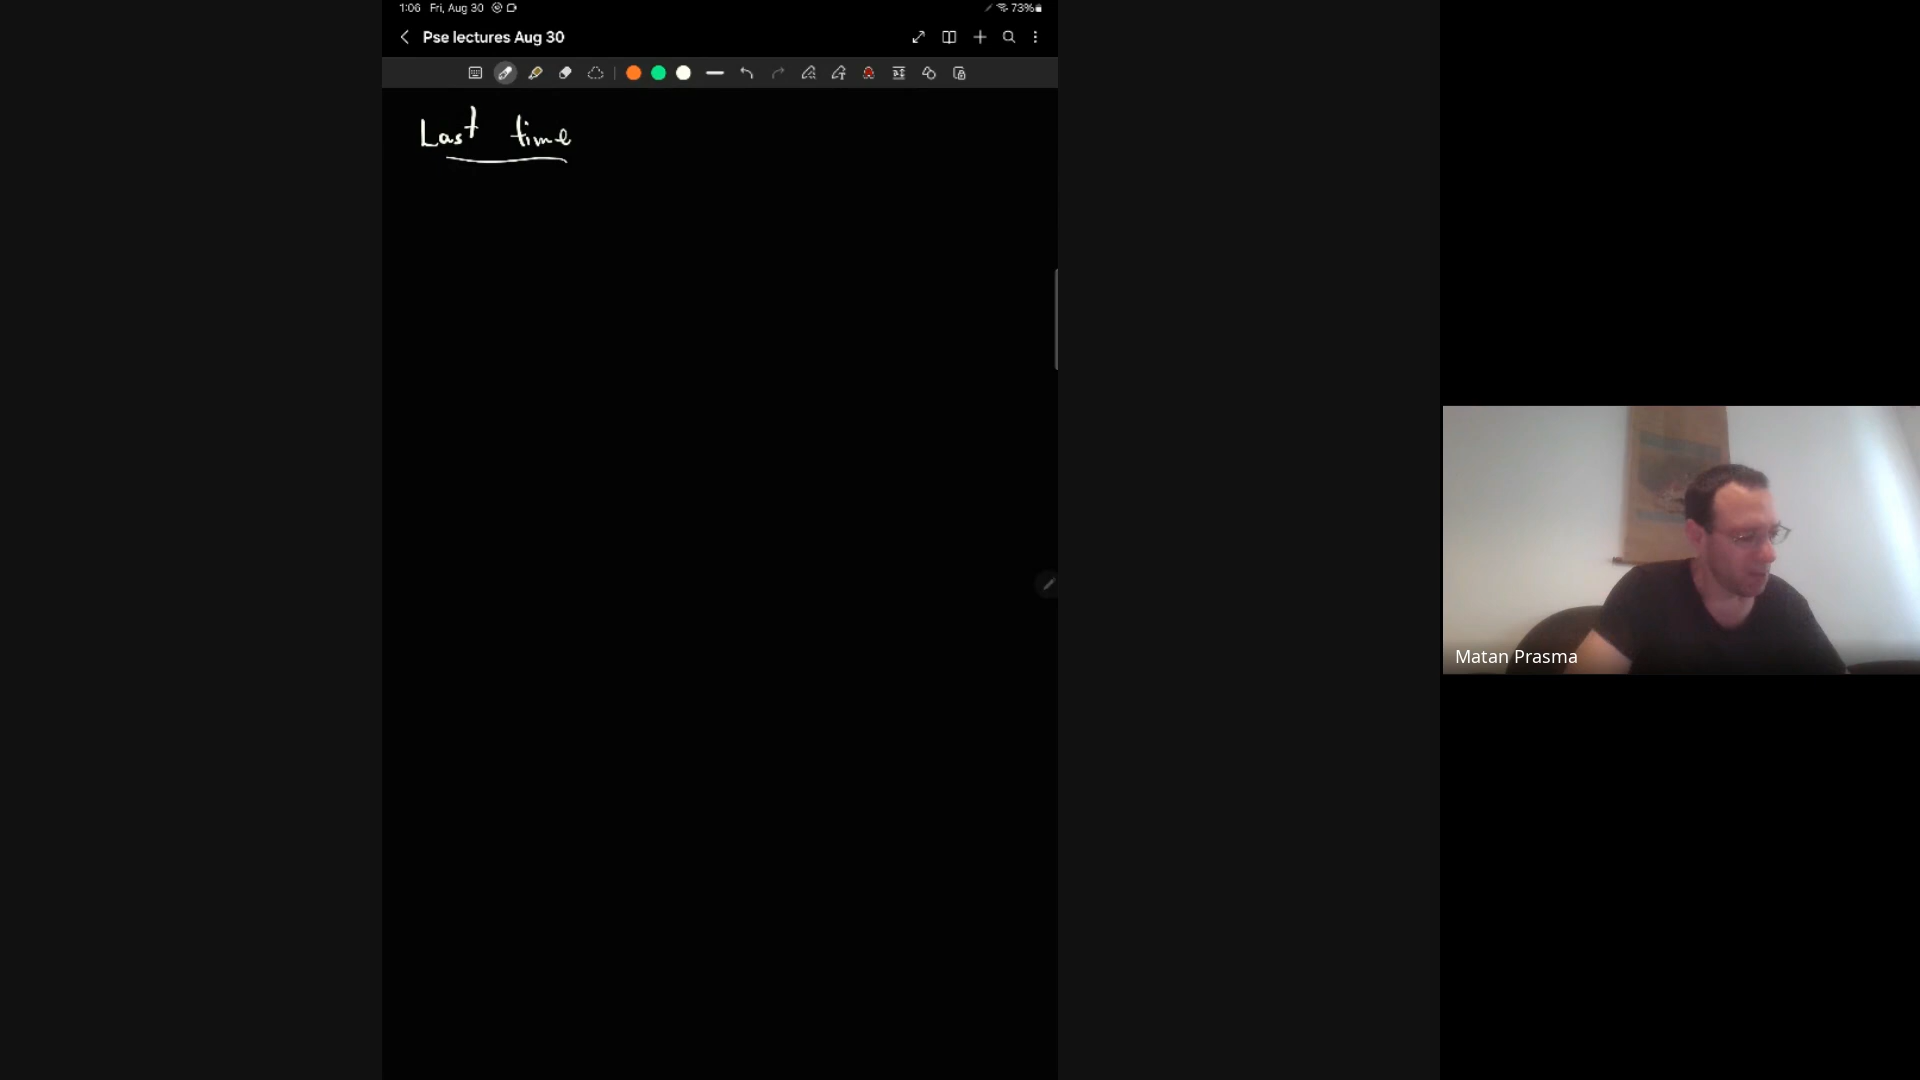 1:06 Fri, Aug 30 73%
Pse lectures Aug 30
Last time
Matan Prasma